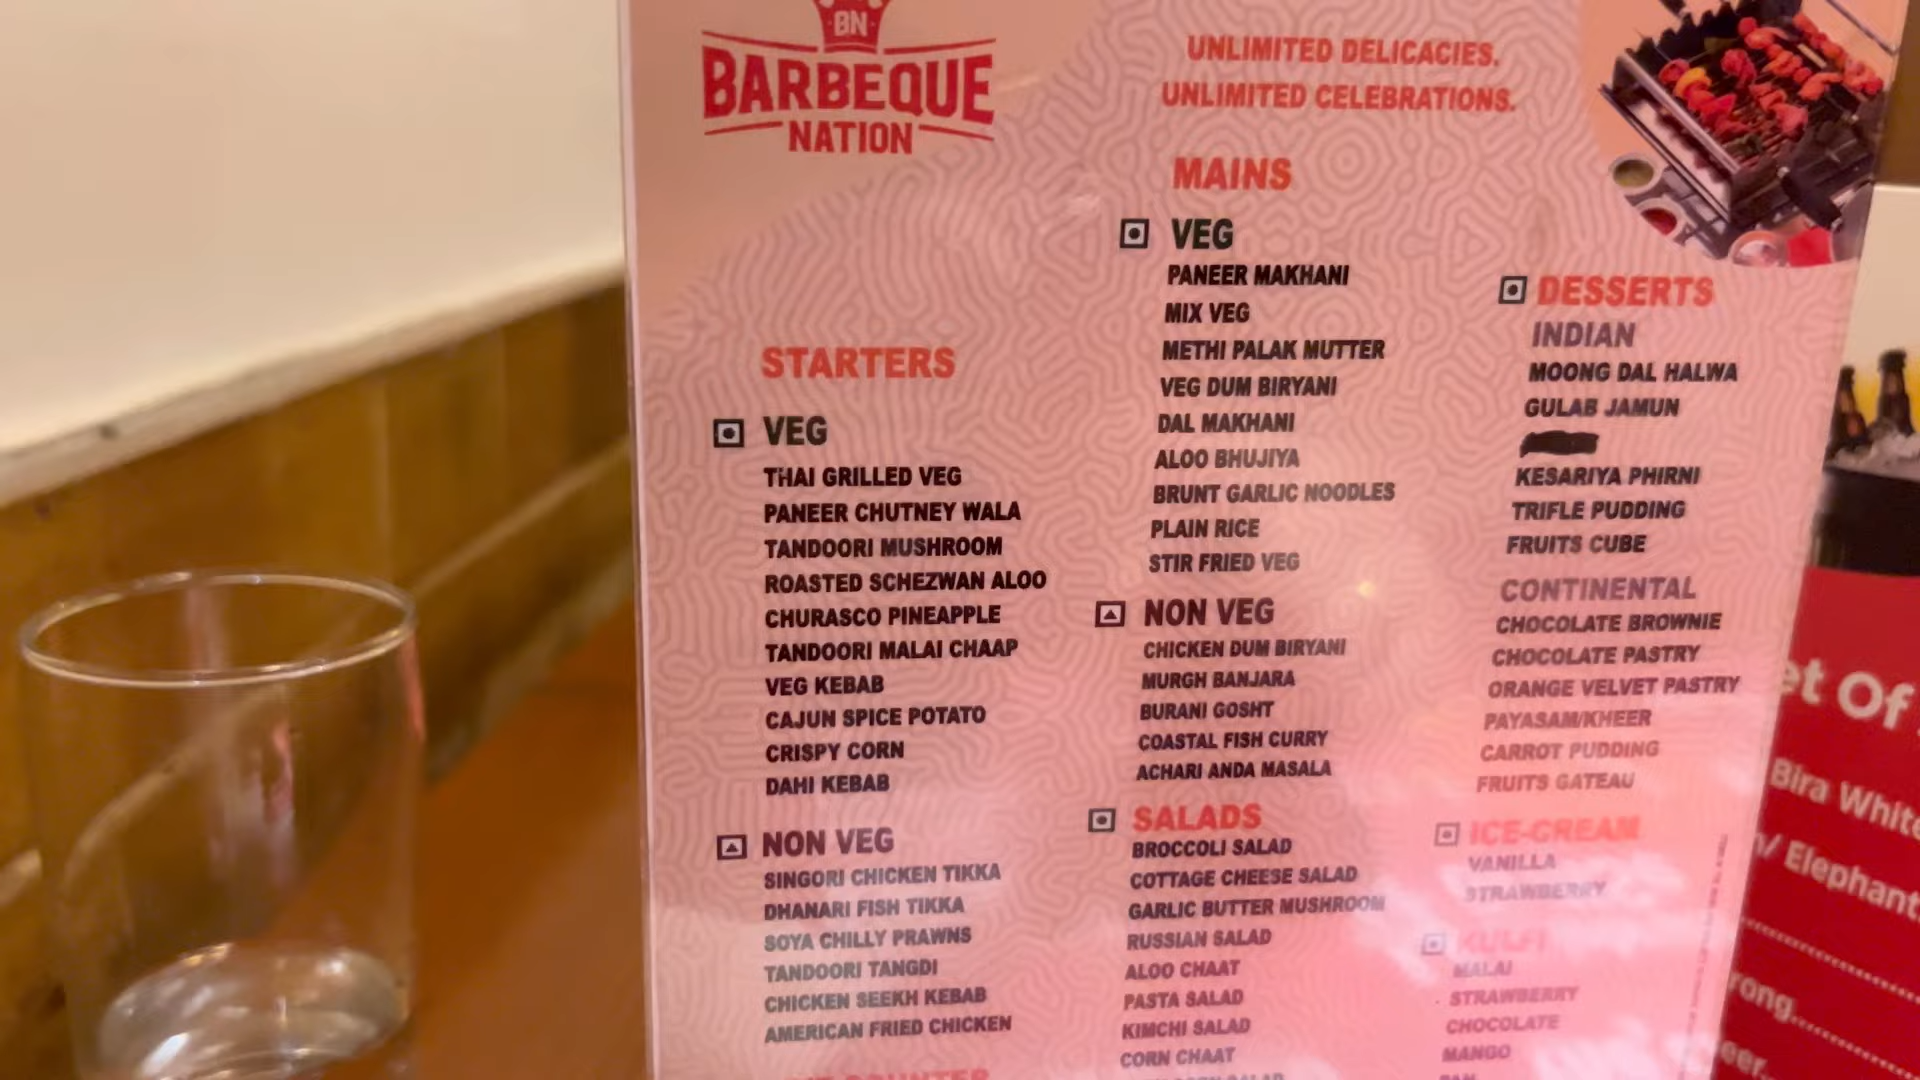 BN
BARBEQUE
NATION
UNLIMITED DELICACIES.
UNLIMITED CELEBRATIONS.
STARTERS
VEG
THAI GRILLED VEG
PANEER CHUTNEY WALA
TANDOORI MUSHROOM
ROASTED SCHEZWAN ALOO
CHURASCO PINEAPPLE
TANDOORI MALAI CHAAP
VEG KEBAB
CAJUN SPICE POTATO
CRISPY CORN
DAHI KEBAB
NON VEG
SINGORI CHICKEN TIKKA
DHANARI FISH TIKKA
SOYA CHILLY PRAWNS
TANDOORI TANGDI
CHICKEN SEEKH KEBAB
AMERICAN FRIED CHICKEN
MAINS
VEG
PANEER MAKHANI
MIX VEG
METHI PALAK MUTTER
VEG DUM BIRYANI
DAL MAKHANI
ALOO BHUJIYA
BRUNT GARLIC NOODLES
PLAIN RICE
STIR FRIED VEG
NON VEG
CHICKEN DUM BIRYANI
MURGH BANJARA
BURANI GOSHT
COASTAL FISH CURRY
ACHARI ANDA MASALA
SALADS
BROCCOLI SALAD
COTTAGE CHEESE SALAD
GARLIC BUTTER MUSHROOM
RUSSIAN SALAD
ALOO CHAAT
PASTA SALAD
KIMCHI SALAD
CORN CHAAT
DESSERTS
INDIAN
MOONG DAL HALWA
GULAB JAMUN
KESARIYA PHIRNI
TRIFLE PUDDING
FRUITS CUBE
CONTINENTAL
CHOCOLATE BROWNIE
CHOCOLATE PASTRY
ORANGE VELVET PASTRY
PAYASAM/KHEER
CARROT PUDDING
FRUITS GATEAU
ICE-CREAM
VANILLA
STRAWBERRY
KULFI
MALAI
STRAWBERRY
CHOCOLATE
MANGO
et Of
Bira White
/ Elephant
rong
eer